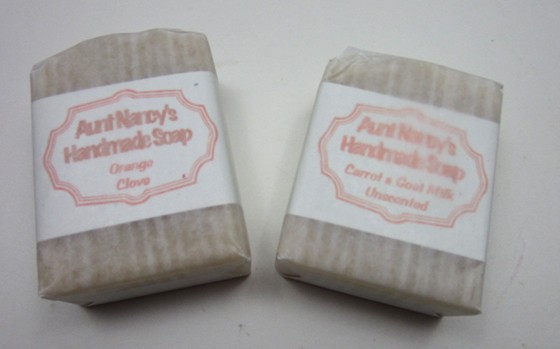 Aunt Nancy's
Handmade Soap
Orange
Clove
Aunt Nancy's
Handmade Soap
Carrot & Goat Milk
Unscented